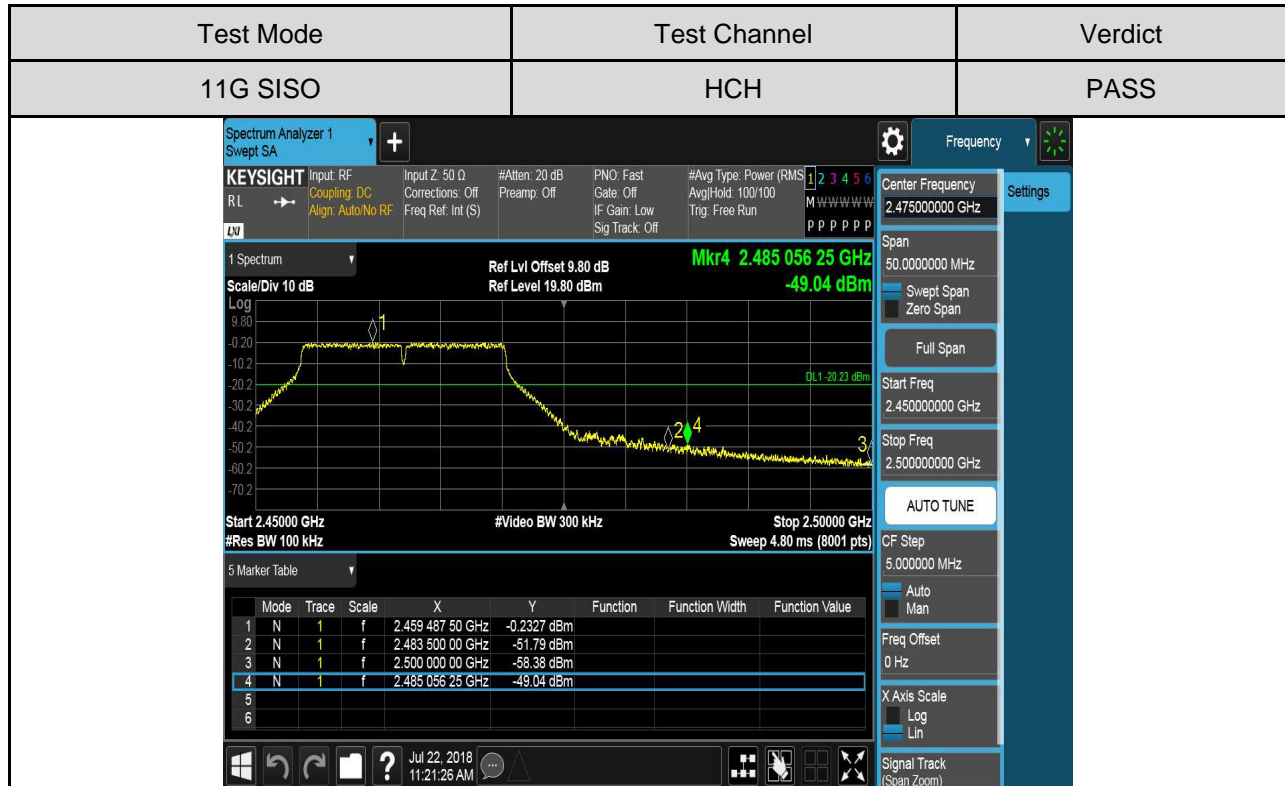 Test Mode Test Channel Verdict
11G SISO HCH PASS
Spectrum Analyzer 1
Swept SA
+
Frequency
KEYSIGHT
RL
LXI
Input: RF
Coupling: DC
Align: Auto/No RF
Input Z: 50 Ω
Corrections: Off
Freq Ref: Int (S)
#Atten: 20 dB
Preamp: Off
PNO: Fast
Gate: Off
IF Gain: Low
Sig Track: Off
#Avg Type: Power (RMS
Avg|Hold: 100/100
Trig: Free Run
1 2 3 4 5 6
M W W W W W
P P P P P P
1 Spectrum
Scale/Div 10 dB
Ref Lvl Offset 9.80 dB
Ref Level 19.80 dBm
Mkr4 2.485 056 25 GHz
-49.04 dBm
Log
9.80
-0.20
-10.2
-20.2
-30.2
-40.2
-50.2
-60.2
-70.2
1
DL1 -20.23 dBm
2
4
3
Start 2.45000 GHz #Video BW 300 kHz Stop 2.50000 GHz
#Res BW 100 kHz Sweep 4.80 ms (8001 pts)
5 Marker Table
Mode Trace Scale X Y Function Function Width Function Value
1 N 1 f 2.459 487 50 GHz -0.2327 dBm
2 N 1 f 2.483 500 00 GHz -51.79 dBm
3 N 1 f 2.500 000 00 GHz -58.38 dBm
4 N 1 f 2.485 056 25 GHz -49.04 dBm
5
6
?
Jul 22, 2018
11:21:26 AM
Center Frequency
2.475000000 GHz
Settings
Span
50.0000000 MHz
Swept Span
Zero Span
Full Span
Start Freq
2.450000000 GHz
Stop Freq
2.500000000 GHz
AUTO TUNE
CF Step
5.000000 MHz
Auto
Man
Freq Offset
0 Hz
X Axis Scale
Log
Lin
Signal Track
(Span Zoom)